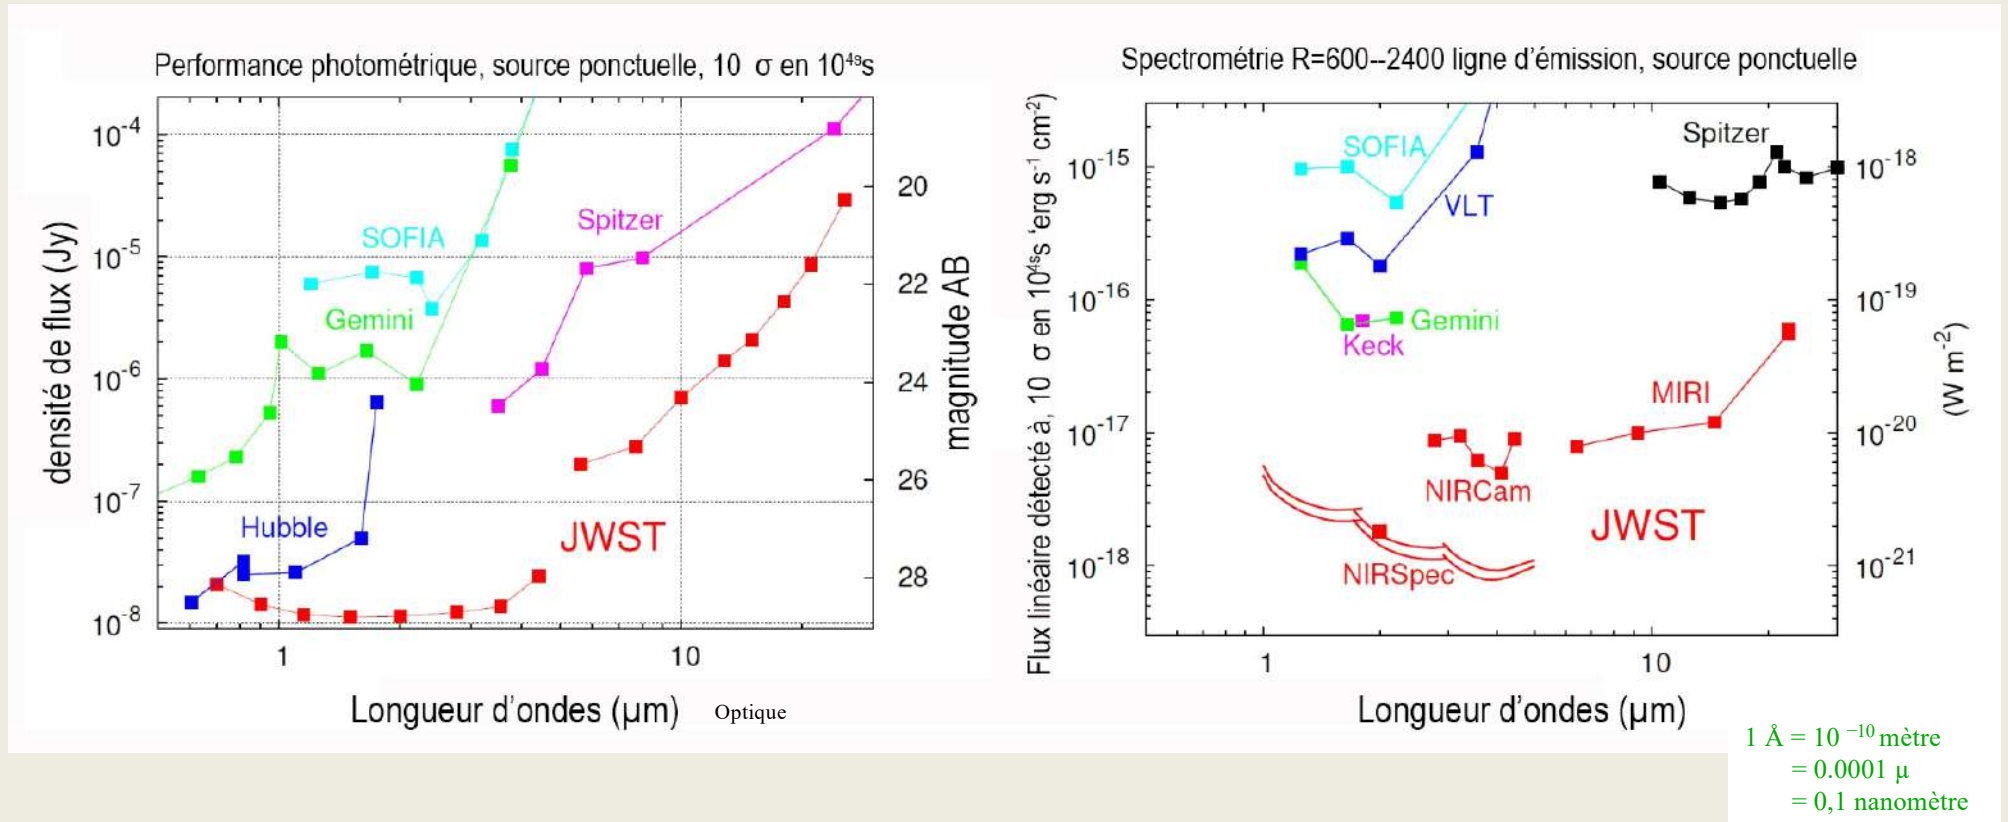 Performance photométrique, source ponctuelle, 10 σ en 10⁴ˢs
densité de flux (Jy)
10⁻⁴
10⁻⁵
10⁻⁶
10⁻⁷
10⁻⁸
SOFIA
Spitzer
Gemini
Hubble
JWST
20
22
24
26
28
magnitude AB
1
10
Longueur d'ondes (μm)
Optique
Spectrométrie R=600--2400 ligne d'émission, source ponctuelle
Flux linéaire détecté à, 10 σ en 10⁴ˢs 'erg s⁻¹ cm⁻²)
10⁻¹⁵
10⁻¹⁶
10⁻¹⁷
10⁻¹⁸
SOFIA
Spitzer
VLT
Gemini
Keck
MIRI
NIRCam
JWST
NIRSpec
10⁻¹⁸
10⁻¹⁹
10⁻²⁰
10⁻²¹
(W m⁻²)
1
10
Longueur d'ondes (μm)
1 Å = 10 ⁻¹⁰ mètre
= 0.0001 μ
= 0,1 nanomètre